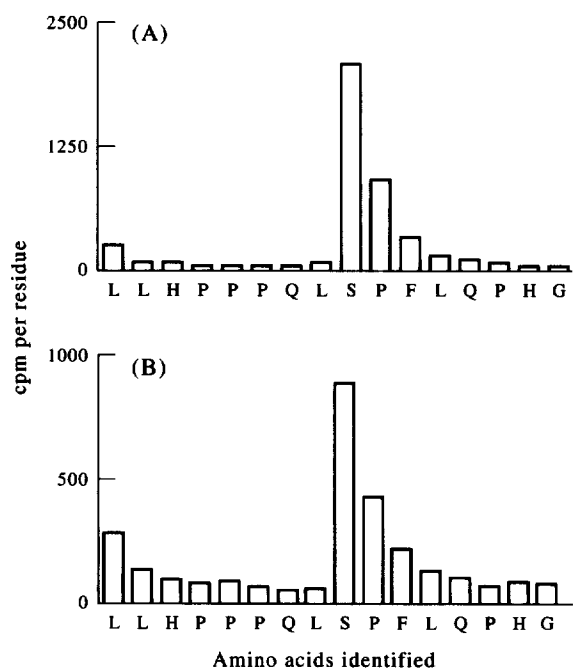 2500
(A)
1250
0
L L H P P P Q L S P F L Q P H G
cpm per residue
1000
(B)
500
0
L L H P P P Q L S P F L Q P H G
Amino acids identified